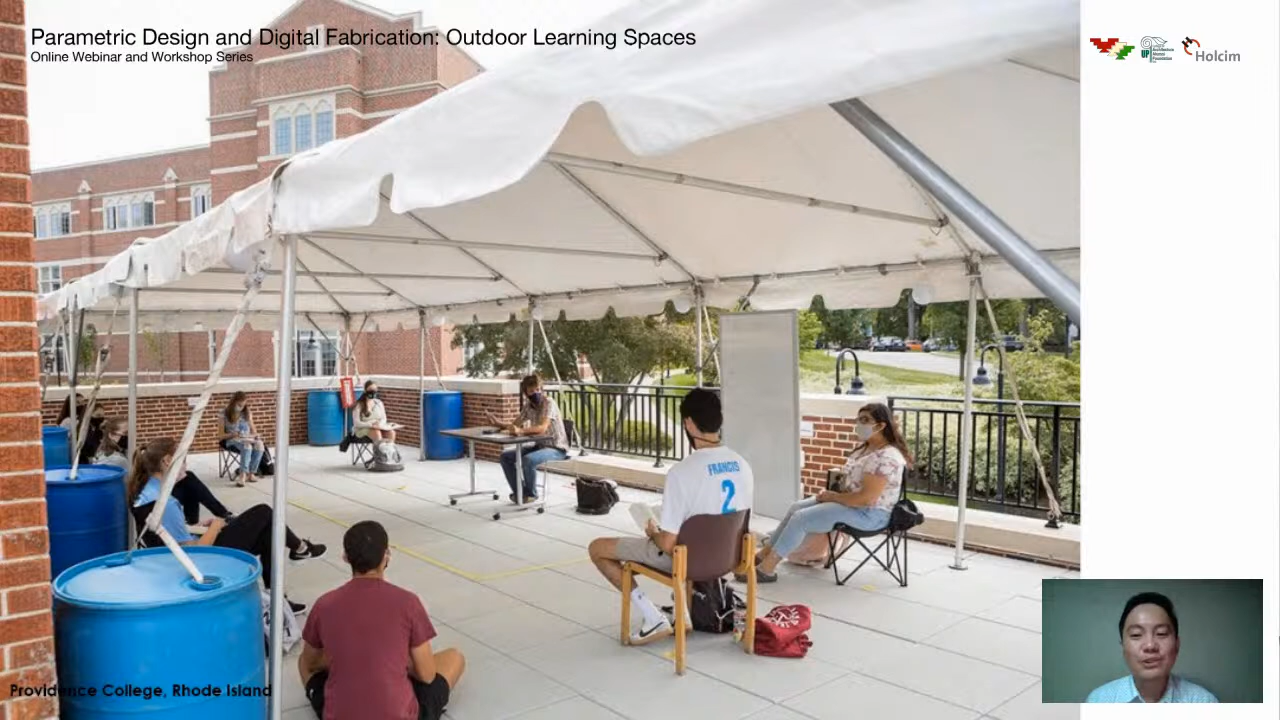 Parametric Design and Digital Fabrication: Outdoor Learning Spaces
Online Webinar and Workshop Series
UP
Holcim
FRANCIS
2
Providence College, Rhode Island